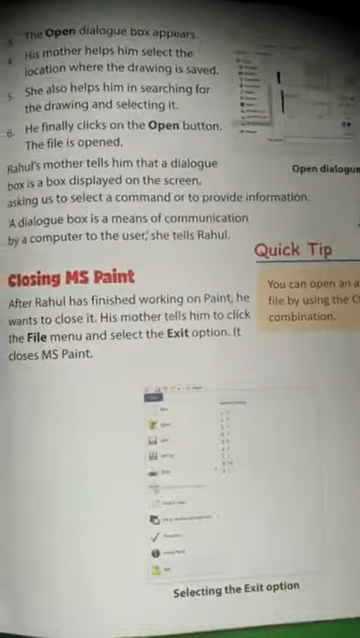 3. The Open dialogue box appears.
4. His mother helps him select the
location where the drawing is saved.
5. She also helps him in searching for
the drawing and selecting it.
6. He finally clicks on the Open button.
The file is opened.
Open dialogue
Rahul's mother tells him that a dialogue
box is a box displayed on the screen,
asking us to select a command or to provide information.
'A dialogue box is a means of communication
by a computer to the user,' she tells Rahul.
Quick Tip
You can open an a
file by using the C
combination.
Closing MS Paint
After Rahul has finished working on Paint, he
wants to close it. His mother tells him to click
the File menu and select the Exit option. It
closes MS Paint.
Selecting the Exit option